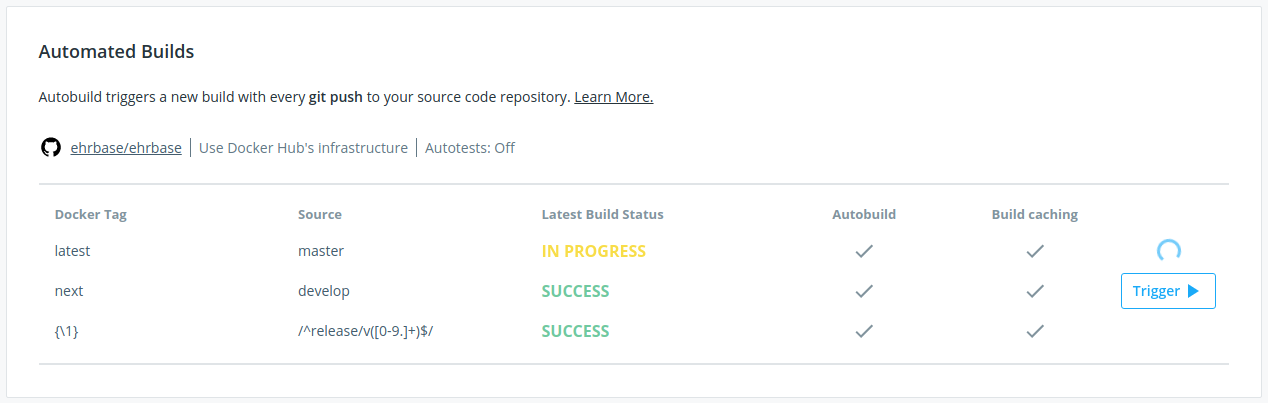 Automated Builds
Autobuild triggers a new build with every git push to your source code repository. Learn More.
ehrbase/ehrbase Use Docker Hub's infrastructure Autotests: Off
Docker Tag Source Latest Build Status Autobuild Build caching
latest master IN PROGRESS
next develop SUCCESS Trigger
{\1} /^release/v([0-9.]+)$/ SUCCESS